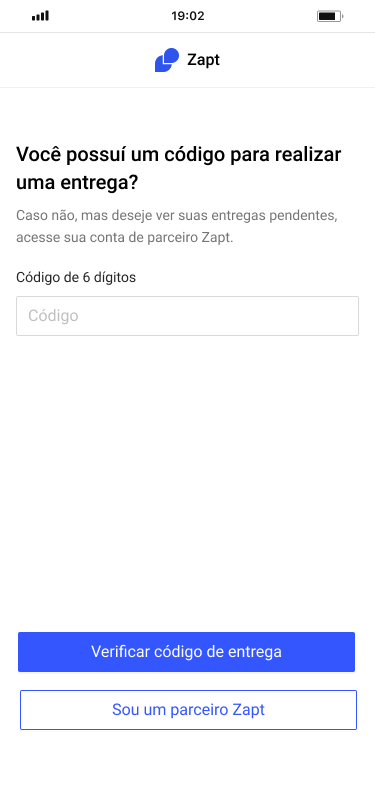 19:02
Zapt
Você possuí um código para realizar
uma entrega?
Caso não, mas deseje ver suas entregas pendentes,
acesse sua conta de parceiro Zapt.
Código de 6 dígitos
Código
Verificar código de entrega
Sou um parceiro Zapt